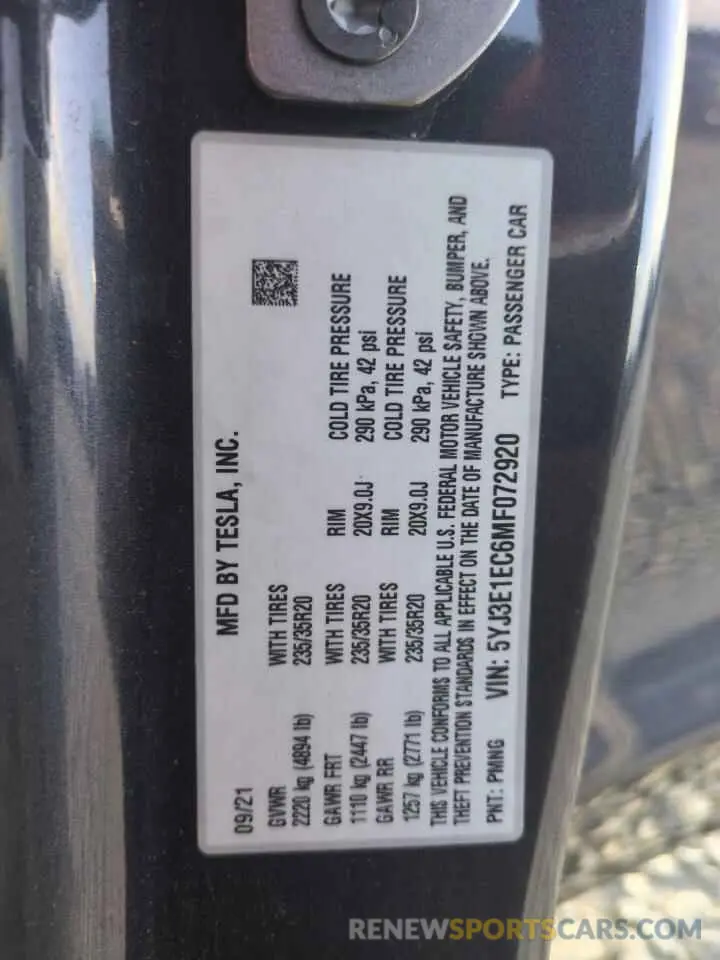 MFD BY TESLA, INC.
09/21
GVWR WITH TIRES
2220 kg (4894 lb) 235/35R20
GAWR FRT WITH TIRES RIM COLD TIRE PRESSURE
1110 kg (2447 lb) 235/35R20 20X9.0J 290 kPa, 42 psi
GAWR RR WITH TIRES RIM COLD TIRE PRESSURE
1257 kg (2771 lb) 235/35R20 20X9.0J 290 kPa, 42 psi
THIS VEHICLE CONFORMS TO ALL APPLICABLE U.S. FEDERAL MOTOR VEHICLE SAFETY, BUMPER, AND
THEFT PREVENTION STANDARDS IN EFFECT ON THE DATE OF MANUFACTURE SHOWN ABOVE.
PNT: PMNG VIN: 5YJ3E1EC6MF072920 TYPE: PASSENGER CAR
RENEWSPORTSCARS.COM